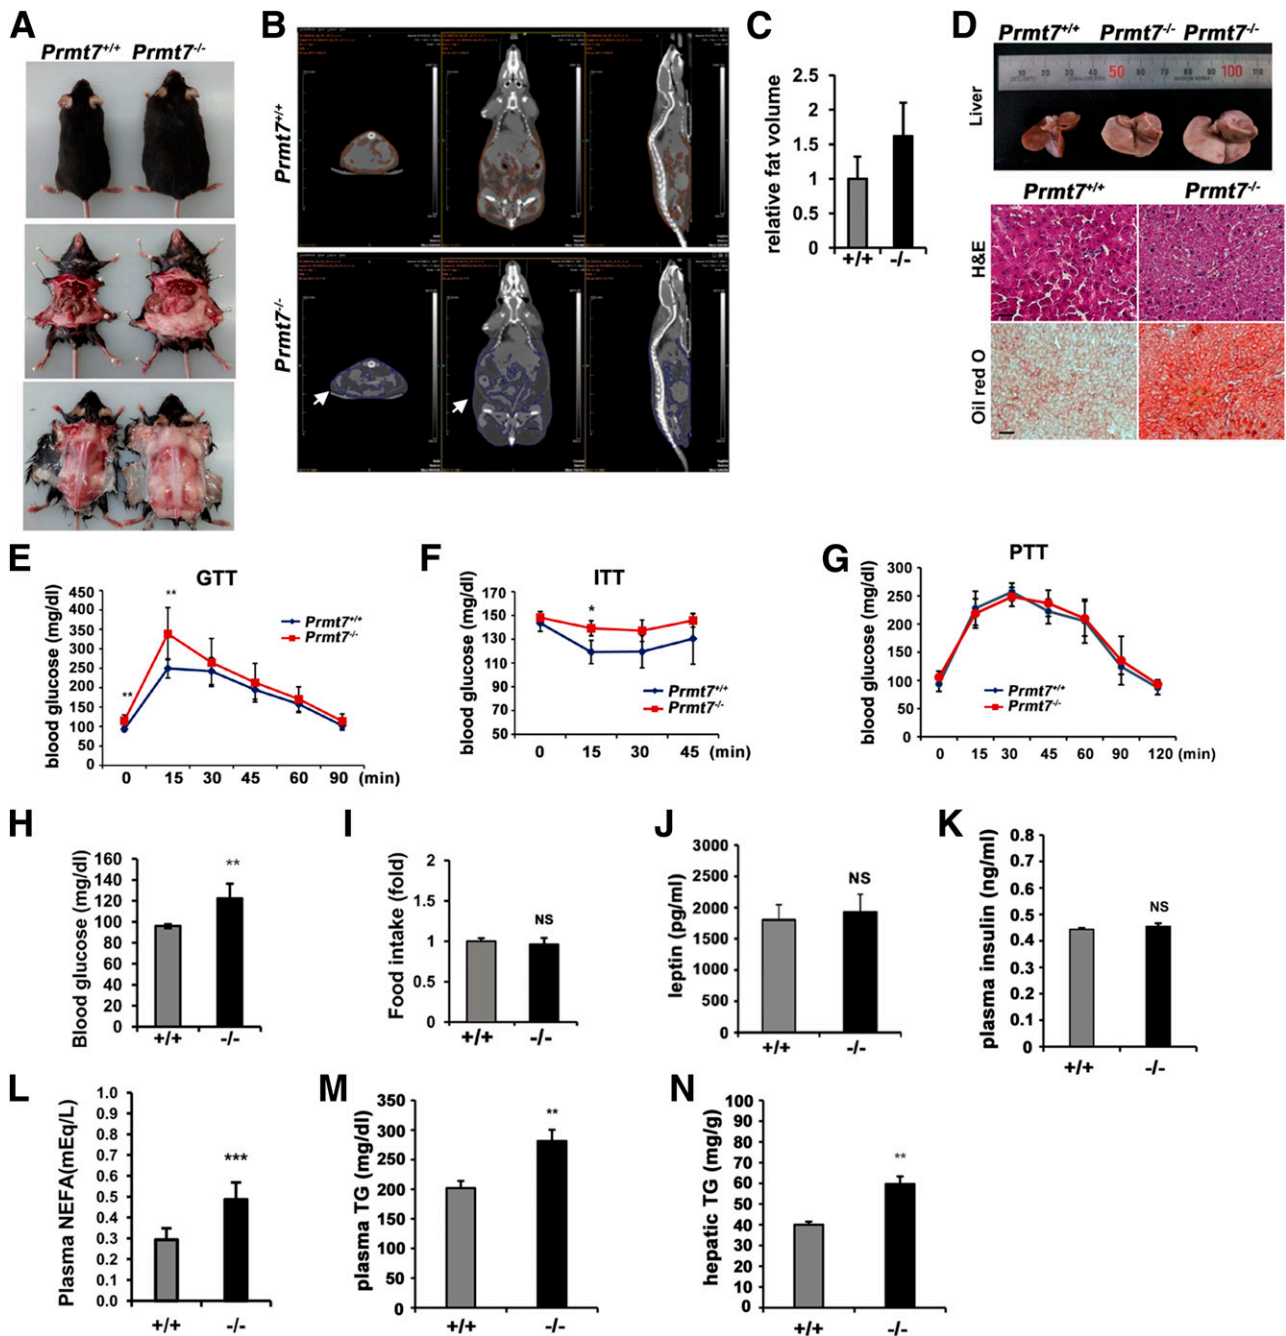 A
Prmt7+/+ Prmt7-/-
B
Prmt7+/+
Prmt7-/-
C
relative fat volume
2.5
2
1.5
1
0.5
0
+/+ -/-
D
Prmt7+/+ Prmt7-/- Prmt7-/-
Liver
10 20 30 40 50 60 70 80 90 100 110
Prmt7+/+ Prmt7-/-
H&E
Oil red O
E
GTT
blood glucose (mg/dl)
450
400
350
300
250
200
150
100
50
0
**
**
Prmt7+/+
Prmt7-/-
0 15 30 45 60 90 (min)
F
ITT
blood glucose (mg/dl)
170
150
130
110
90
70
50
*
Prmt7+/+
Prmt7-/-
0 15 30 45 (min)
G
PTT
blood glucose (mg/dl)
300
250
200
150
100
50
0
Prmt7+/+
Prmt7-/-
0 15 30 45 60 90 120 (min)
H
Blood glucose (mg/dl)
160
140
120
100
80
60
40
20
0
**
+/+ -/-
I
Food intake (fold)
2
1.5
1
0.5
0
NS
+/+ -/-
J
leptin (pg/ml)
3000
2500
2000
1500
1000
500
0
NS
+/+ -/-
K
plasma insulin (ng/ml)
0.8
0.7
0.6
0.5
0.4
0.3
0.2
0.1
0
NS
+/+ -/-
L
Plasma NEFA(mEq/L)
1.0
0.9
0.8
0.7
0.6
0.5
0.4
0.3
0.2
0.1
0.0
***
+/+ -/-
M
plasma TG (mg/dl)
350
300
250
200
150
100
50
0
**
+/+ -/-
N
hepatic TG (mg/g)
100
90
80
70
60
50
40
30
20
10
0
**
+/+ -/-